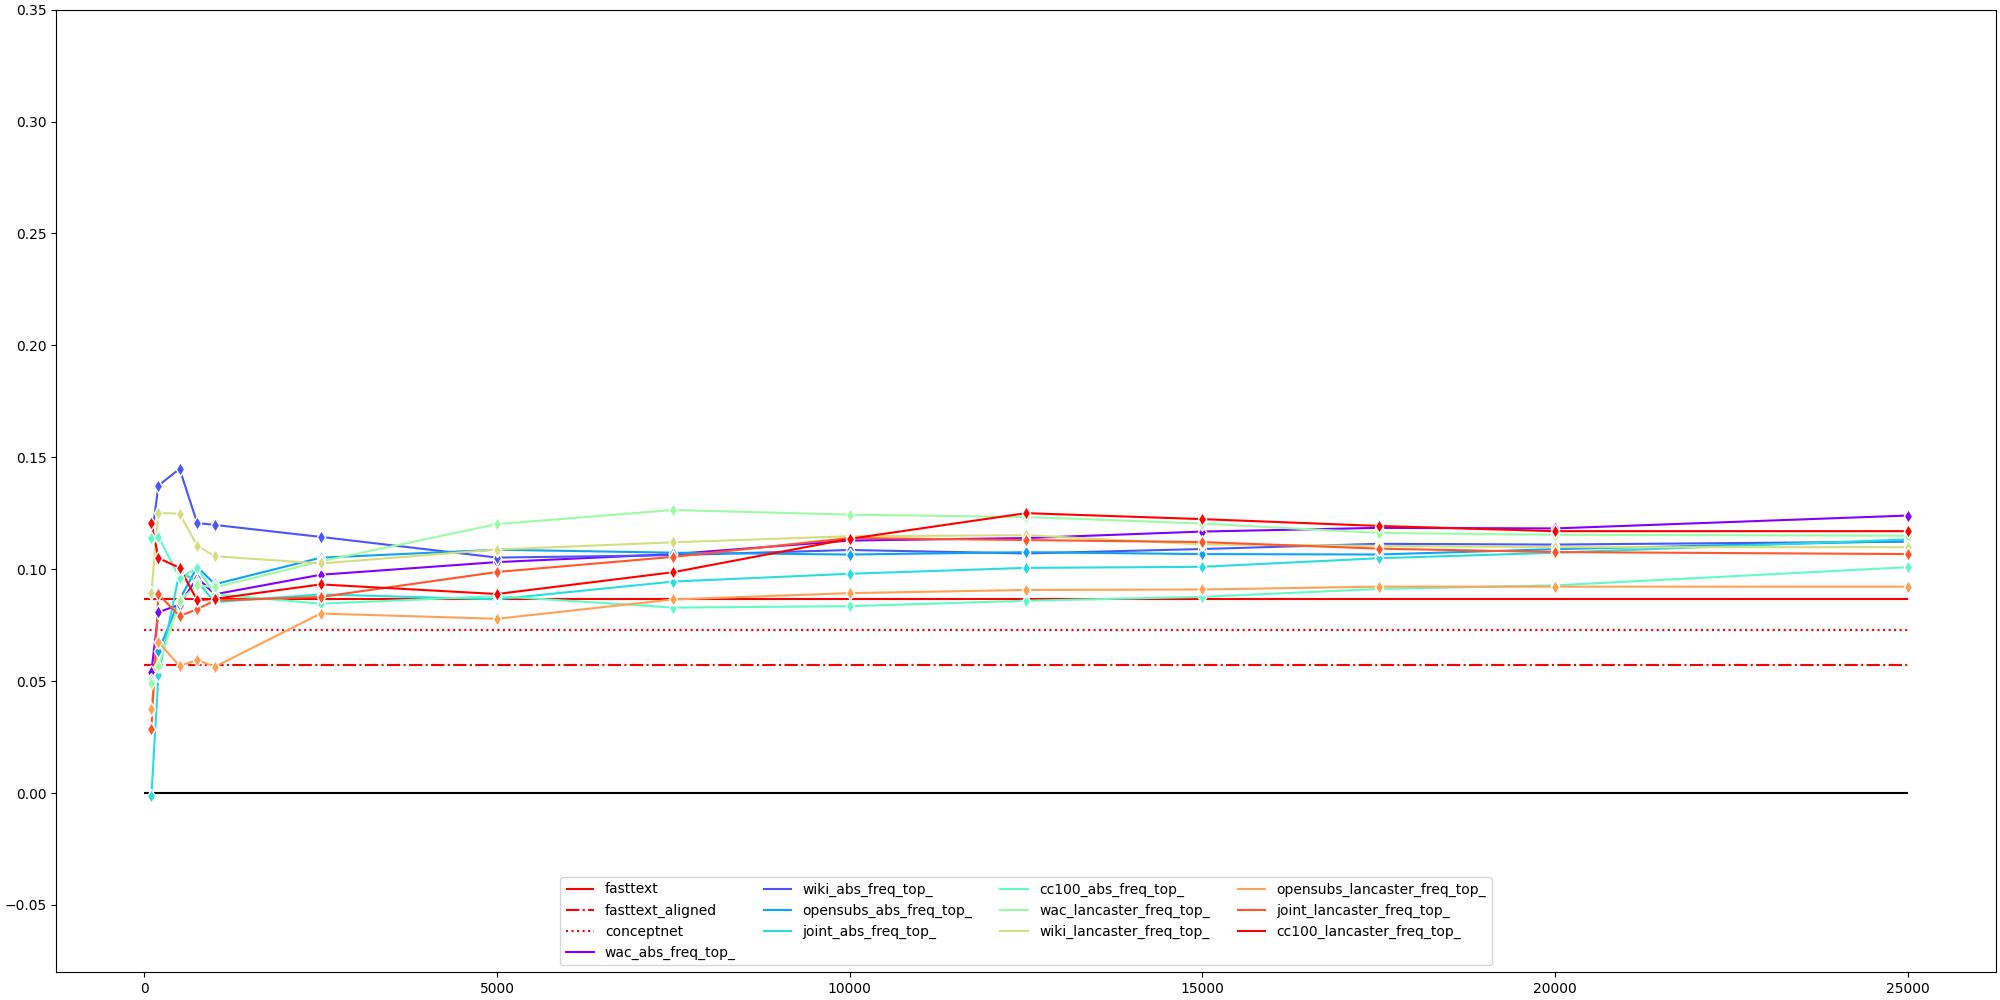 0.35
0.30
0.25
0.20
0.15
0.10
0.05
0.00
−0.05
fasttext
fasttext_aligned
conceptnet
wac_abs_freq_top_
wiki_abs_freq_top_
opensubs_abs_freq_top_
joint_abs_freq_top_
cc100_abs_freq_top_
wac_lancaster_freq_top_
wiki_lancaster_freq_top_
opensubs_lancaster_freq_top_
joint_lancaster_freq_top_
cc100_lancaster_freq_top_
0 5000 10000 15000 20000 25000